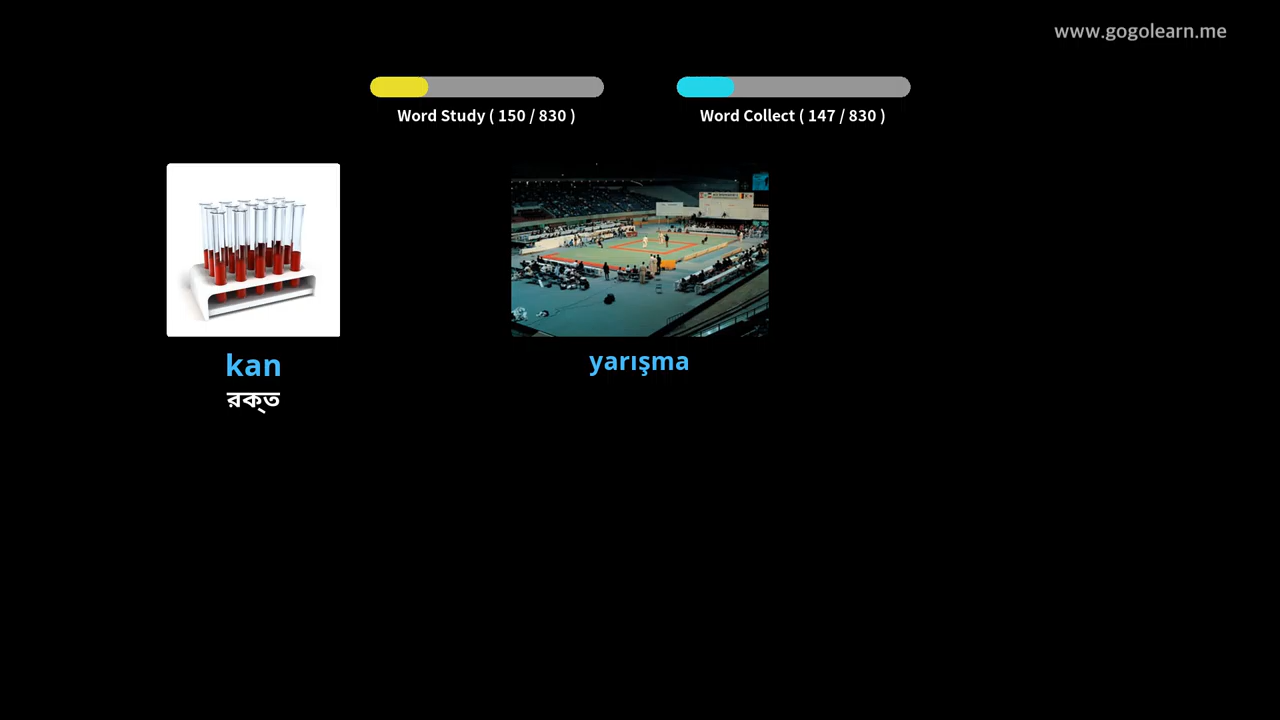 www.gogolearn.me
Word Study ( 150 / 830 )
Word Collect ( 147 / 830 )
kan
রক্ত
yarışma